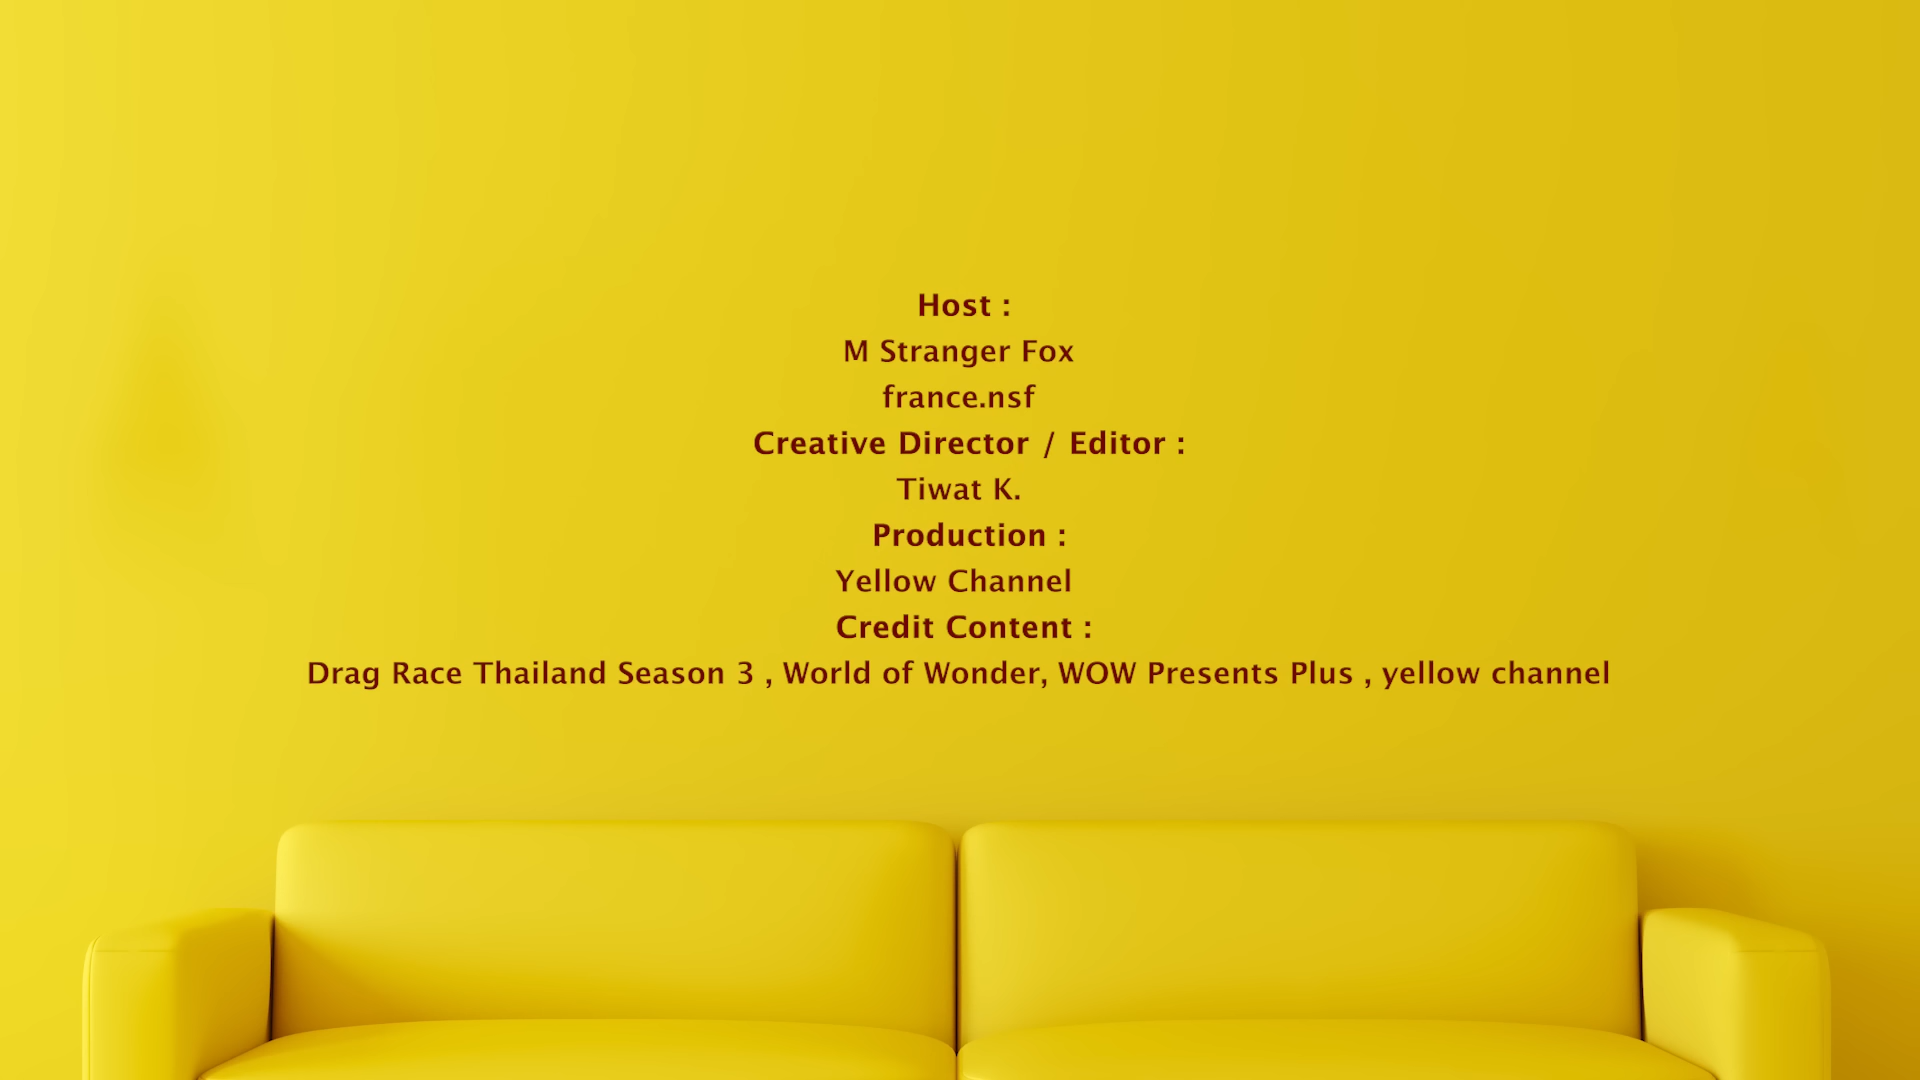 Host :
M Stranger Fox
france.nsf
Creative Director / Editor :
Tiwat K.
Production :
Yellow Channel
Credit Content :
Drag Race Thailand Season 3 , World of Wonder, WOW Presents Plus , yellow channel